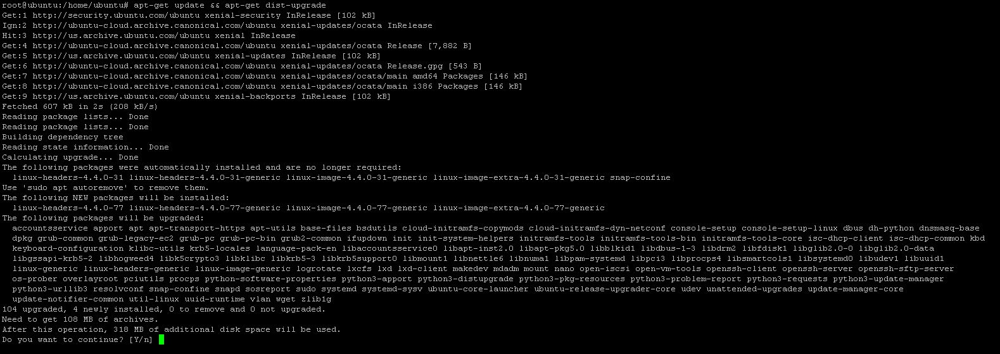 root@ubuntu:/home/ubuntu# apt-get update && apt-get dist-upgrade
Get:1 http://security.ubuntu.com/ubuntu xenial-security InRelease [102 kB]
Ign:2 http://ubuntu-cloud.archive.canonical.com/ubuntu xenial-updates/ocata InRelease
Hit:3 http://us.archive.ubuntu.com/ubuntu xenial InRelease
Get:4 http://ubuntu-cloud.archive.canonical.com/ubuntu xenial-updates/ocata Release [7,882 B]
Get:5 http://us.archive.ubuntu.com/ubuntu xenial-updates InRelease [102 kB]
Get:6 http://ubuntu-cloud.archive.canonical.com/ubuntu xenial-updates/ocata Release.gpg [543 B]
Get:7 http://ubuntu-cloud.archive.canonical.com/ubuntu xenial-updates/ocata/main amd64 Packages [146 kB]
Get:8 http://ubuntu-cloud.archive.canonical.com/ubuntu xenial-updates/ocata/main i386 Packages [146 kB]
Get:9 http://us.archive.ubuntu.com/ubuntu xenial-backports InRelease [102 kB]
Fetched 607 kB in 2s (208 kB/s)
Reading package lists... Done
Reading package lists... Done
Building dependency tree
Reading state information... Done
Calculating upgrade... Done
The following packages were automatically installed and are no longer required:
  linux-headers-4.4.0-31 linux-headers-4.4.0-31-generic linux-image-4.4.0-31-generic linux-image-extra-4.4.0-31-generic snap-confine
Use 'sudo apt autoremove' to remove them.
The following NEW packages will be installed:
  linux-headers-4.4.0-77 linux-headers-4.4.0-77-generic linux-image-4.4.0-77-generic linux-image-extra-4.4.0-77-generic
The following packages will be upgraded:
  accountsservice apport apt apt-transport-https apt-utils base-files bsdutils cloud-initramfs-copymods cloud-initramfs-dyn-netconf console-setup console-setup-linux dbus dh-python dnsmasq-base
  dpkg grub-common grub-legacy-ec2 grub-pc grub-pc-bin grub2-common ifupdown init init-system-helpers initramfs-tools initramfs-tools-bin initramfs-tools-core isc-dhcp-client isc-dhcp-common kbd
  keyboard-configuration klibc-utils krb5-locales language-pack-en libaccountsservice0 libapt-inst2.0 libapt-pkg5.0 libblkid1 libdbus-1-3 libdrm2 libfdisk1 libglib2.0-0 libglib2.0-data
  libgssapi-krb5-2 libhogweed4 libk5crypto3 libklibc libkrb5-3 libkrb5support0 libmount1 libnettle6 libnuma1 libpam-systemd libpci3 libprocps4 libsmartcols1 libsystemd0 libudev1 libuuid1
  linux-generic linux-headers-generic linux-image-generic logrotate lxcfs lxd lxd-client makedev mdadm mount nano open-iscsi open-vm-tools openssh-client openssh-server openssh-sftp-server
  os-prober overlayroot pciutils procps python-software-properties python3-apport python3-distupgrade python3-pkg-resources python3-problem-report python3-requests python3-update-manager
  python3-urllib3 resolvconf snap-confine snapd sosreport sudo systemd systemd-sysv ubuntu-core-launcher ubuntu-release-upgrader-core udev unattended-upgrades update-manager-core
  update-notifier-common util-linux uuid-runtime vlan wget zlib1g
104 upgraded, 4 newly installed, 0 to remove and 0 not upgraded.
Need to get 108 MB of archives.
After this operation, 318 MB of additional disk space will be used.
Do you want to continue? [Y/n]